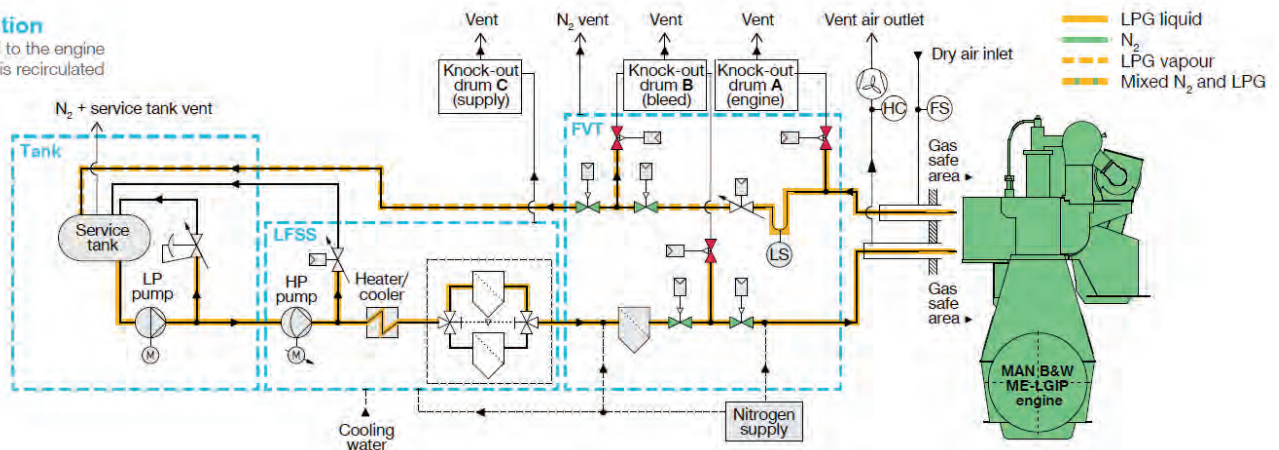 tion
to the engine
is recirculated
Vent
N2 vent
Vent
Vent
Vent air outlet
Dry air inlet
LPG liquid
N2
LPG vapour
Mixed N2 and LPG
Knock-out
drum C
(supply)
Knock-out
drum B
(bleed)
Knock-out
drum A
(engine)
HC
FS
N2 + service tank vent
Tank
FVT
Gas
safe
area
Service
tank
LFSS
LS
LP
pump
HP
pump
Heater/
cooler
Gas
safe
area
M
M
Cooling
water
Nitrogen
supply
MAN B&W
ME-LGIP
engine